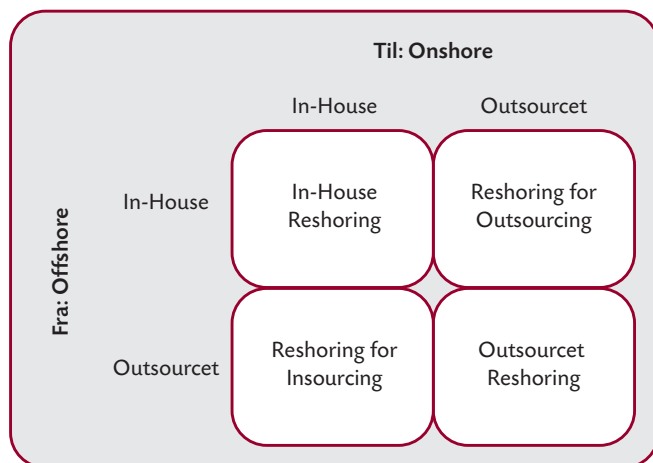 Til: Onshore
In-House Outsourcet
Fra: Offshore
In-House
In-House
Reshoring
Reshoring for
Outsourcing
Outsourcet
Reshoring for
Insourcing
Outsourcet
Reshoring